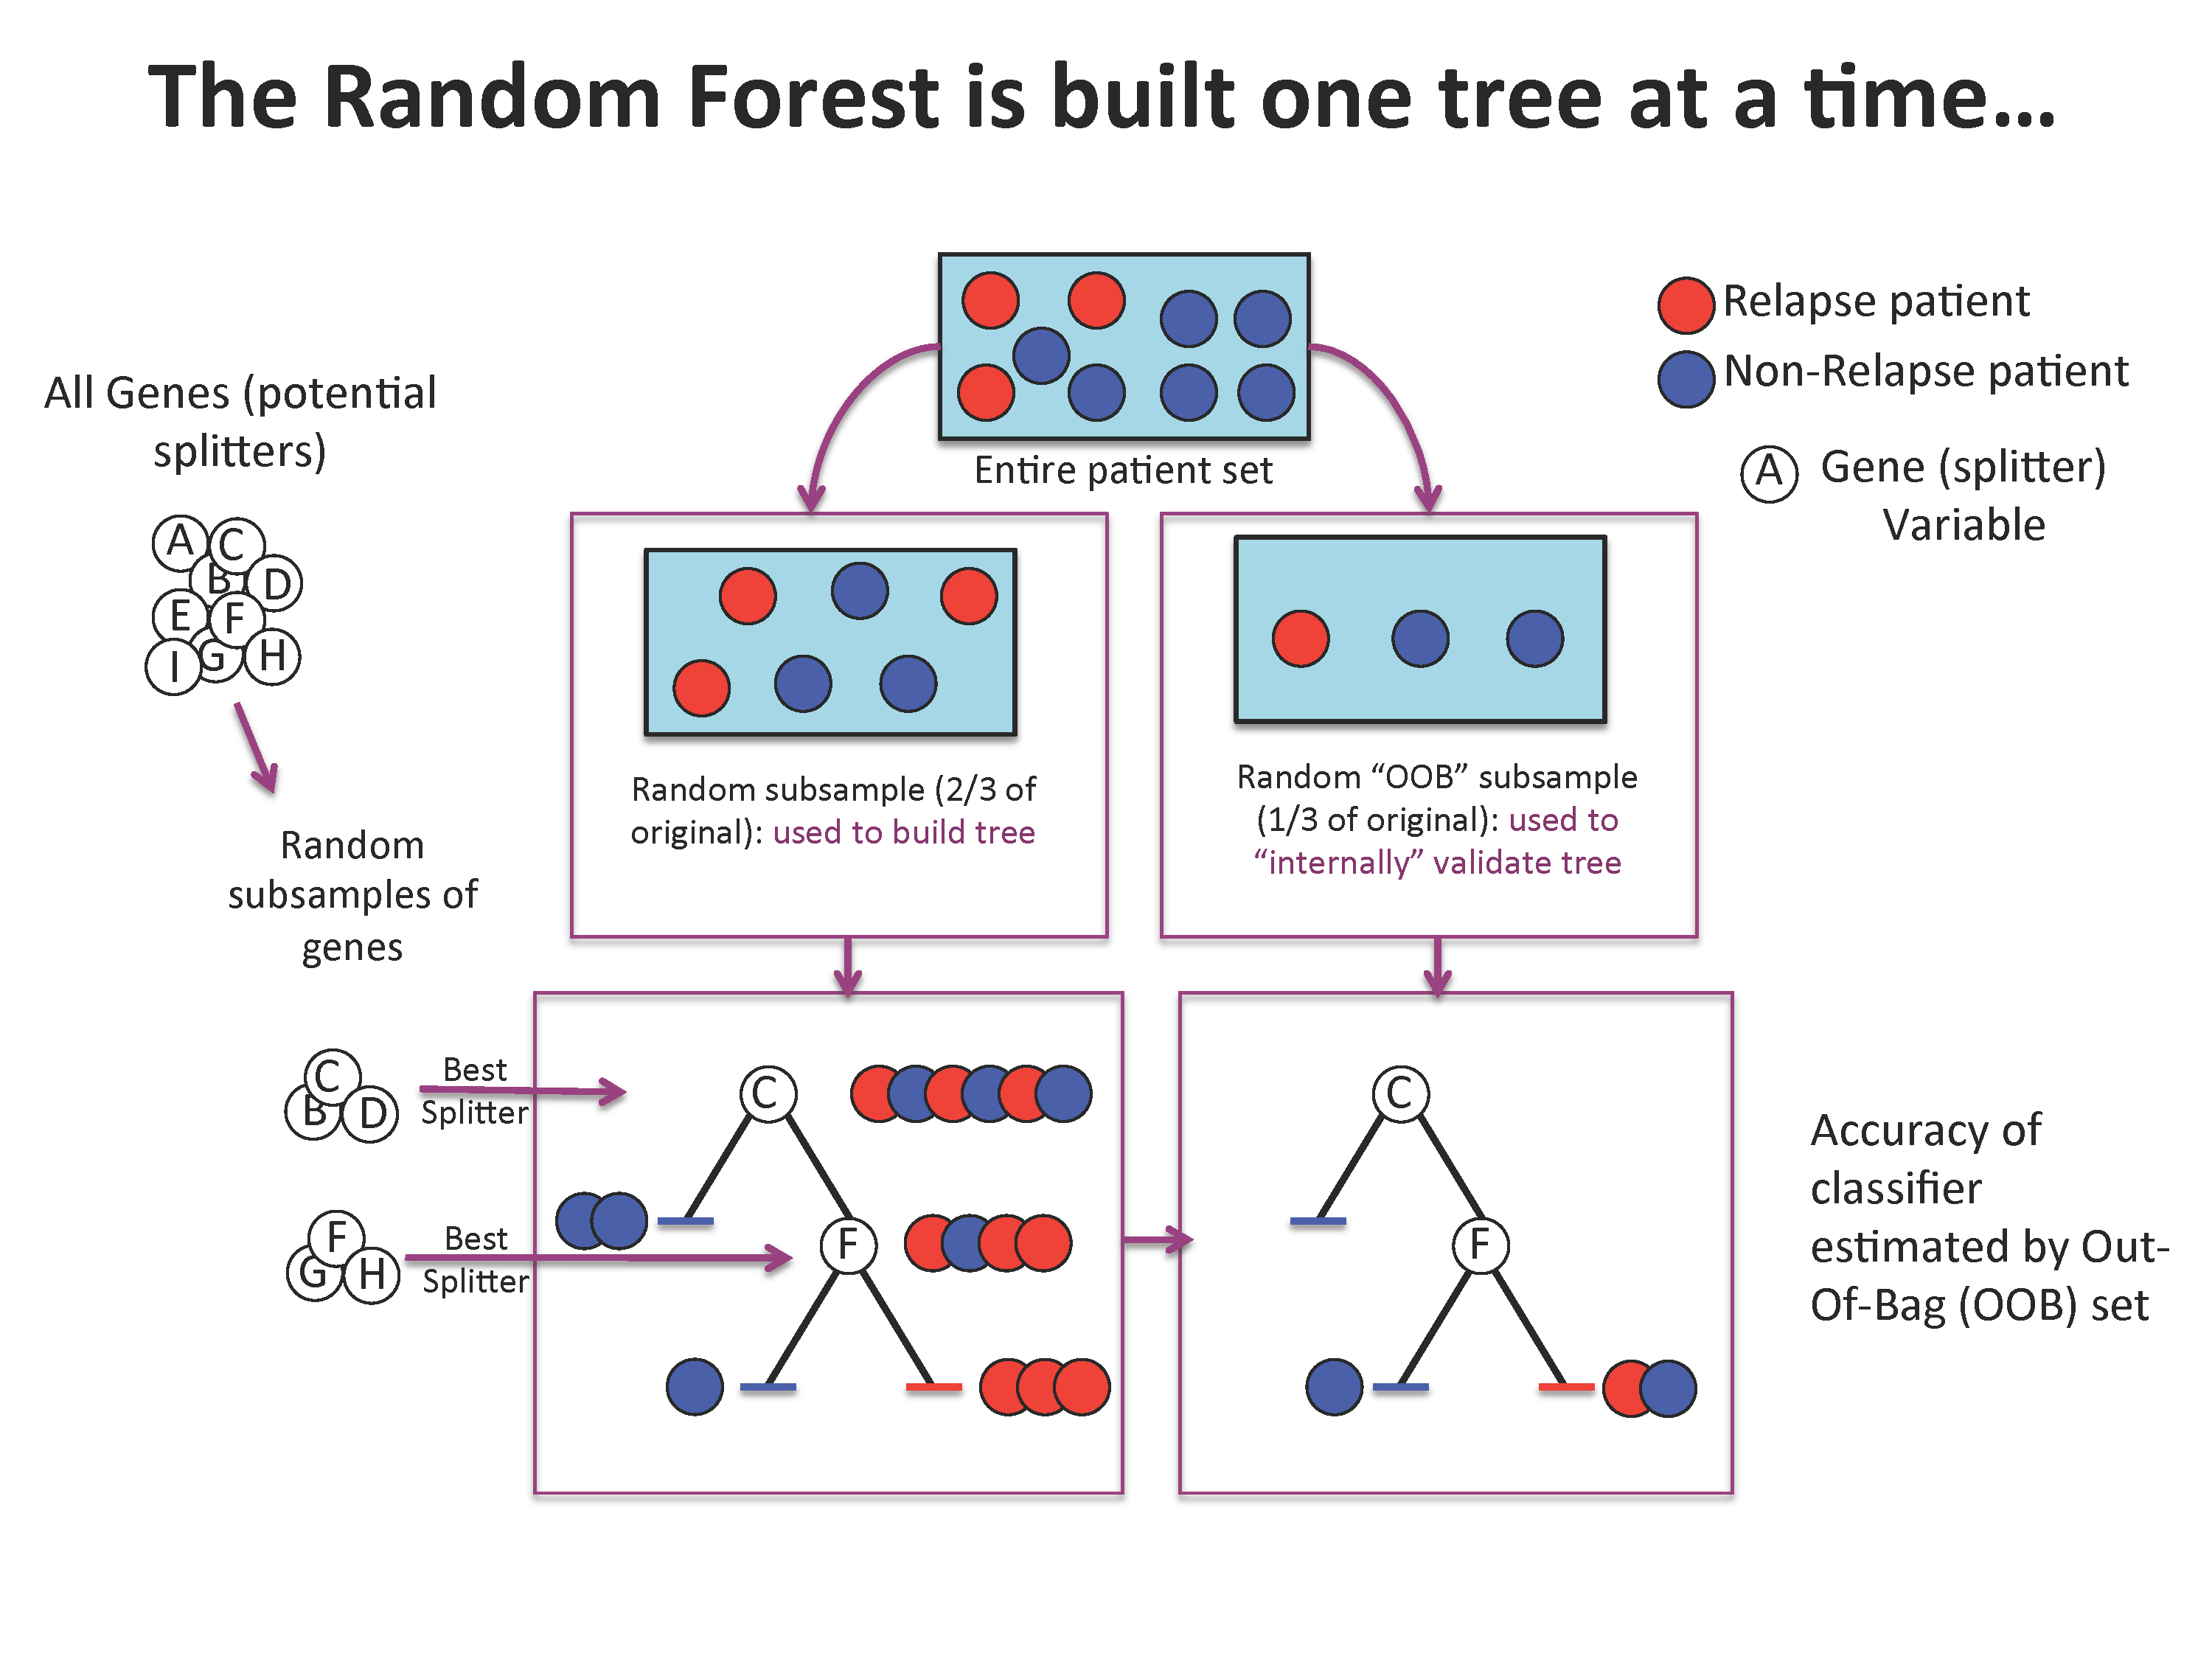 The Random Forest is built one tree at a time…
Relapse patient
Non-Relapse patient
A
Gene (splitter)
Variable
Entire patient set
All Genes (potential
splitters)
A
C
B
D
E
F
I
G
H
Random
subsamples of
genes
Random subsample (2/3 of
original): used to build tree
Random “OOB” subsample
(1/3 of original): used to
“internally” validate tree
C
B
D
Best
Splitter
F
G
H
Best
Splitter
C
F
C
F
Accuracy of
classifier
estimated by Out-
Of-Bag (OOB) set